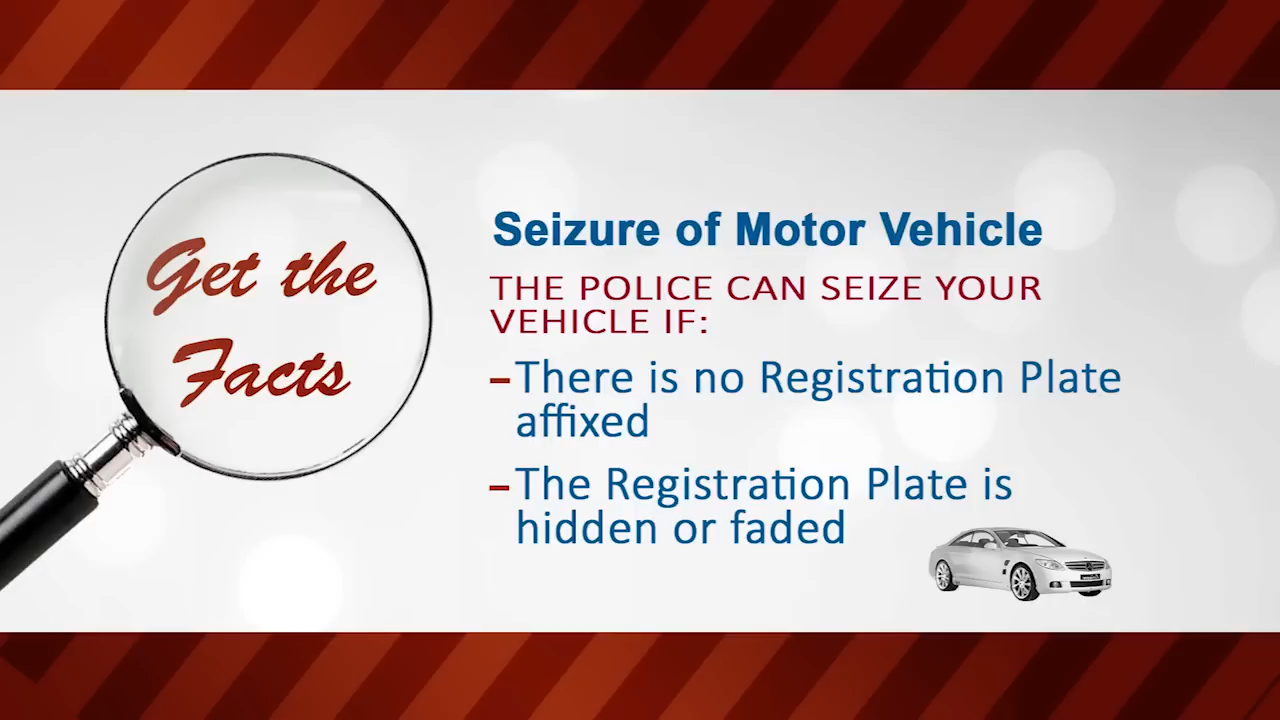 Get the
Facts
Seizure of Motor Vehicle
THE POLICE CAN SEIZE YOUR
VEHICLE IF:
–There is no Registration Plate
affixed
–The Registration Plate is
hidden or faded